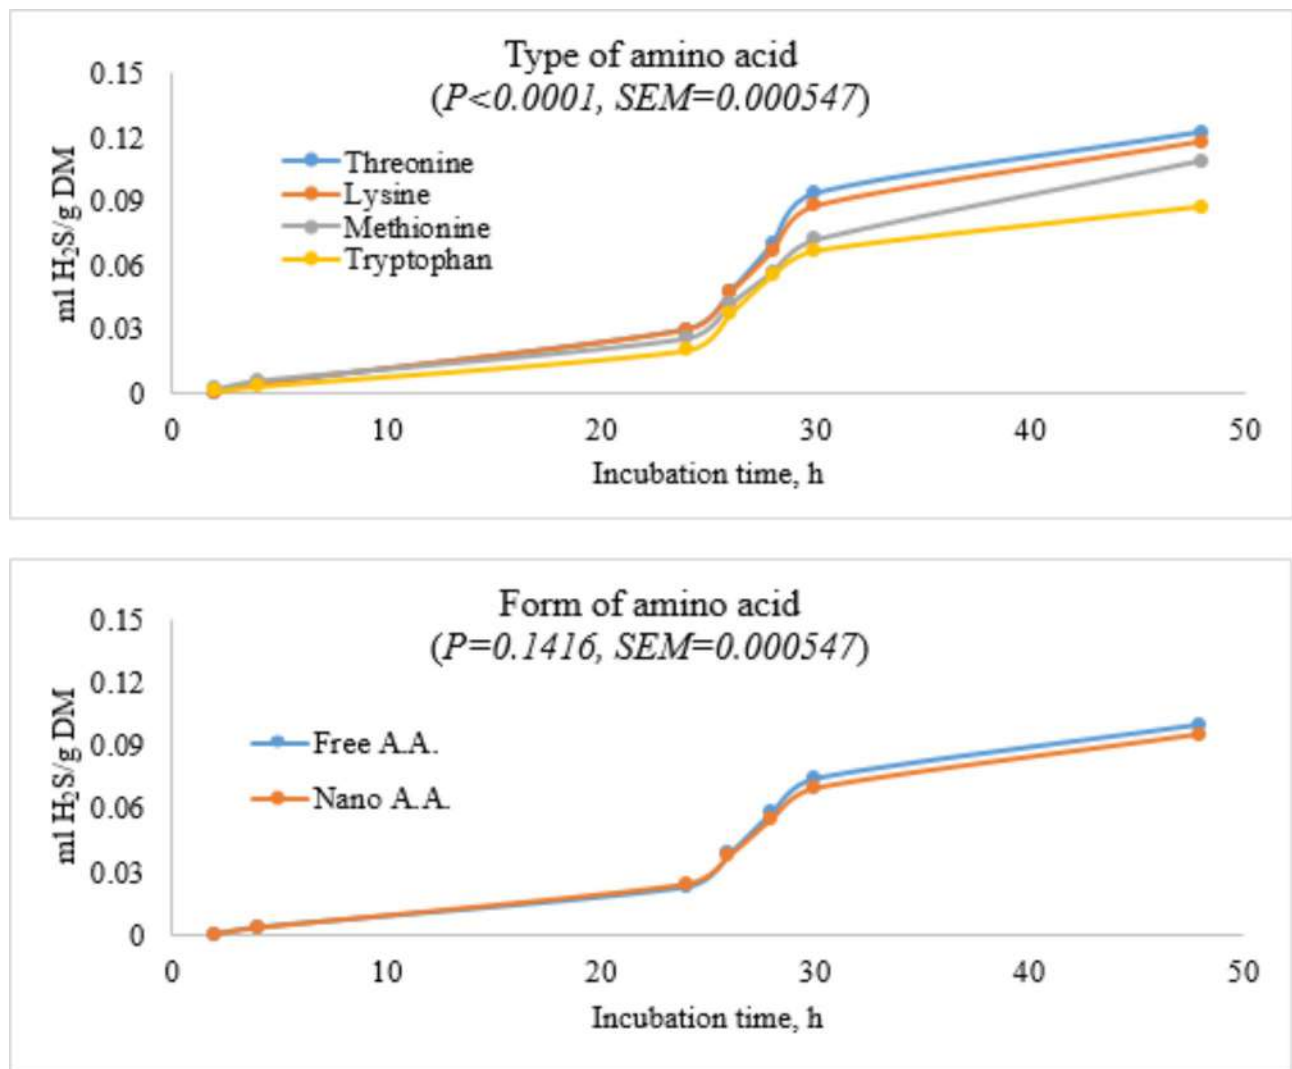 Type of amino acid
(P<0.0001, SEM=0.000547)
0.15
0.12
0.09
0.06
0.03
0
ml H₂S/g DM
Threonine
Lysine
Methionine
Tryptophan
0 10 20 30 40 50
Incubation time, h
Form of amino acid
(P=0.1416, SEM=0.000547)
0.15
0.12
0.09
0.06
0.03
0
ml H₂S/g DM
Free A.A.
Nano A.A.
0 10 20 30 40 50
Incubation time, h